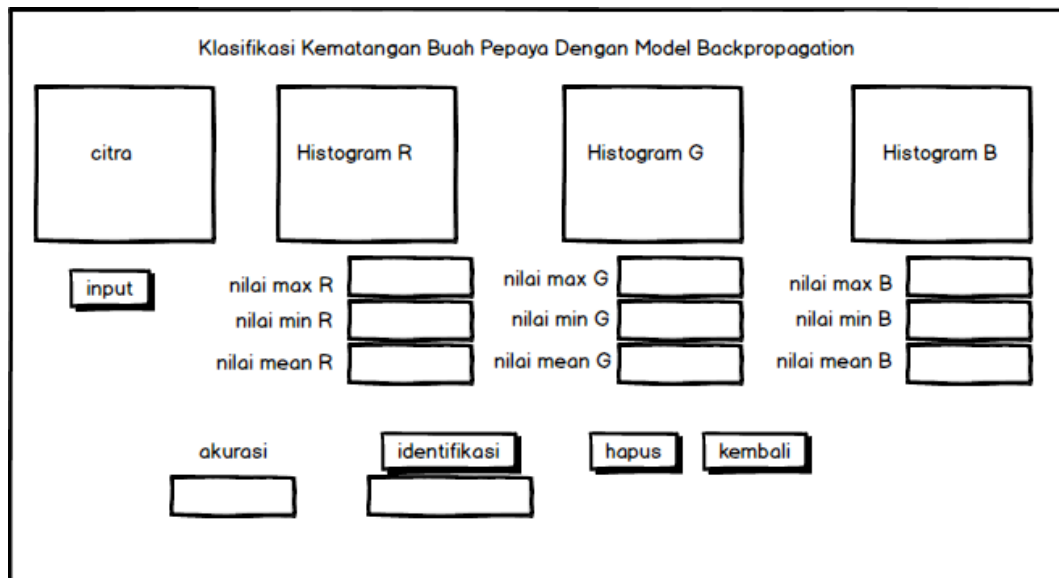 Klasifikasi Kematangan Buah Pepaya Dengan Model Backpropagation
citra
Histogram R
Histogram G
Histogram B
input
nilai max R
nilai max G
nilai max B
nilai min R
nilai min G
nilai min B
nilai mean R
nilai mean G
nilai mean B
akurasi
identifikasi
hapus
kembali